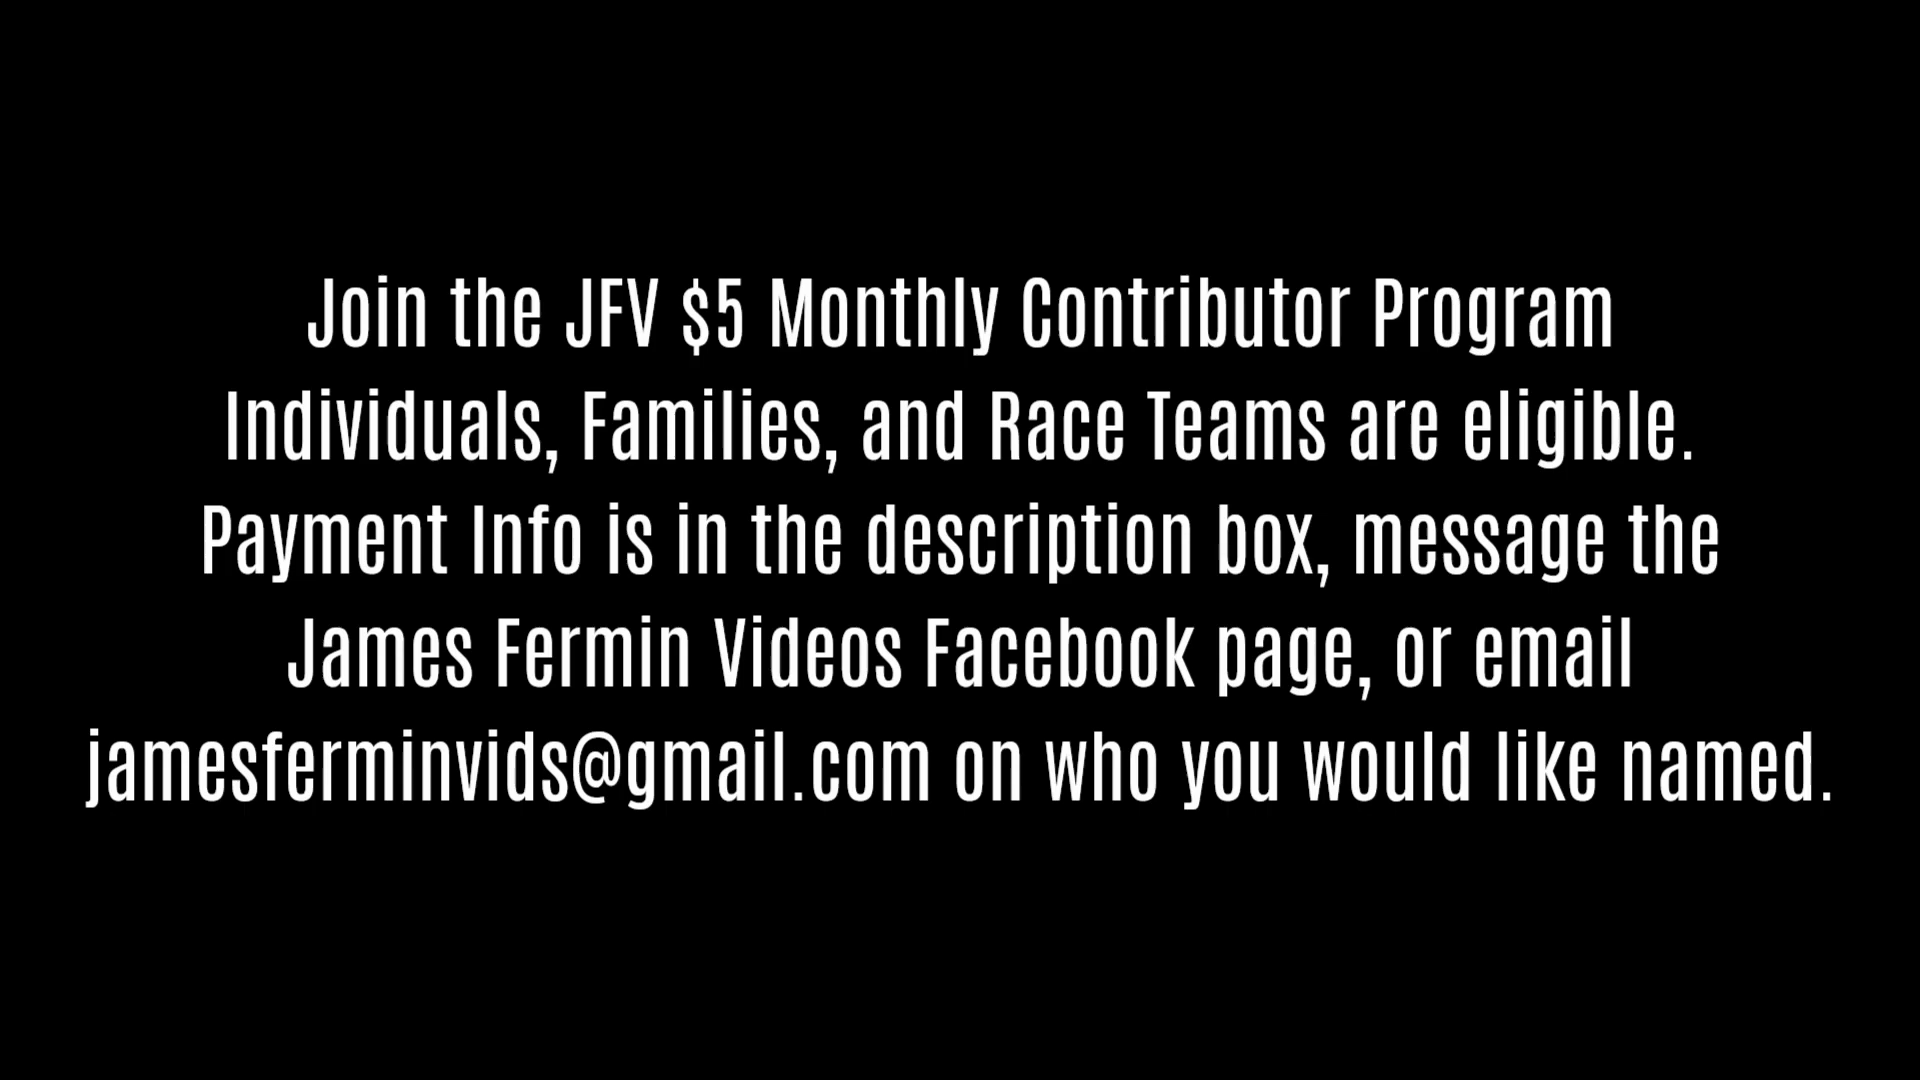 Join the JFV $5 Monthly Contributor Program
Individuals, Families, and Race Teams are eligible.
Payment Info is in the description box, message the
James Fermin Videos Facebook page, or email
jamesferminvids@gmail.com on who you would like named.